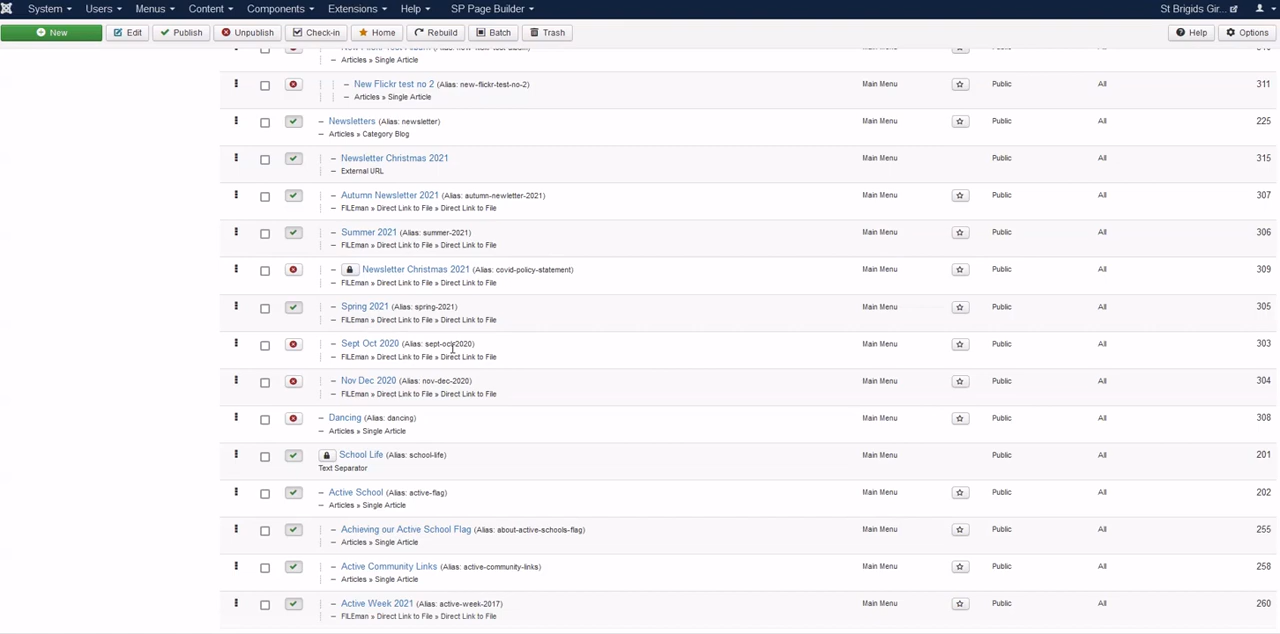 System Users Menus Content Components Extensions Help SP Page Builder St Brigids Gir...
New Edit Publish Unpublish Check-in Home Rebuild Batch Trash Help Options
– Articles » Single Article
– New Flickr test no 2 (Alias: new-flickr-test-no-2) Main Menu Public All 311
– Articles » Single Article
– Newsletters (Alias: newsletter) Main Menu Public All 225
– Articles » Category Blog
– Newsletter Christmas 2021 Main Menu Public All 315
– External URL
– Autumn Newsletter 2021 (Alias: autumn-newletter-2021) Main Menu Public All 307
– FILEman » Direct Link to File » Direct Link to File
– Summer 2021 (Alias: summer-2021) Main Menu Public All 306
– FILEman » Direct Link to File » Direct Link to File
– Newsletter Christmas 2021 (Alias: covid-policy-statement) Main Menu Public All 309
– FILEman » Direct Link to File » Direct Link to File
– Spring 2021 (Alias: spring-2021) Main Menu Public All 305
– FILEman » Direct Link to File » Direct Link to File
– Sept Oct 2020 (Alias: sept-oct-2020) Main Menu Public All 303
– FILEman » Direct Link to File » Direct Link to File
– Nov Dec 2020 (Alias: nov-dec-2020) Main Menu Public All 304
– FILEman » Direct Link to File » Direct Link to File
– Dancing (Alias: dancing) Main Menu Public All 308
– Articles » Single Article
School Life (Alias: school-life) Main Menu Public All 201
Text Separator
– Active School (Alias: active-flag) Main Menu Public All 202
– Articles » Single Article
– Achieving our Active School Flag (Alias: about-active-schools-flag) Main Menu Public All 255
– Articles » Single Article
– Active Community Links (Alias: active-community-links) Main Menu Public All 258
– Articles » Single Article
– Active Week 2021 (Alias: active-week-2017) Main Menu Public All 260
– FILEman » Direct Link to File » Direct Link to File